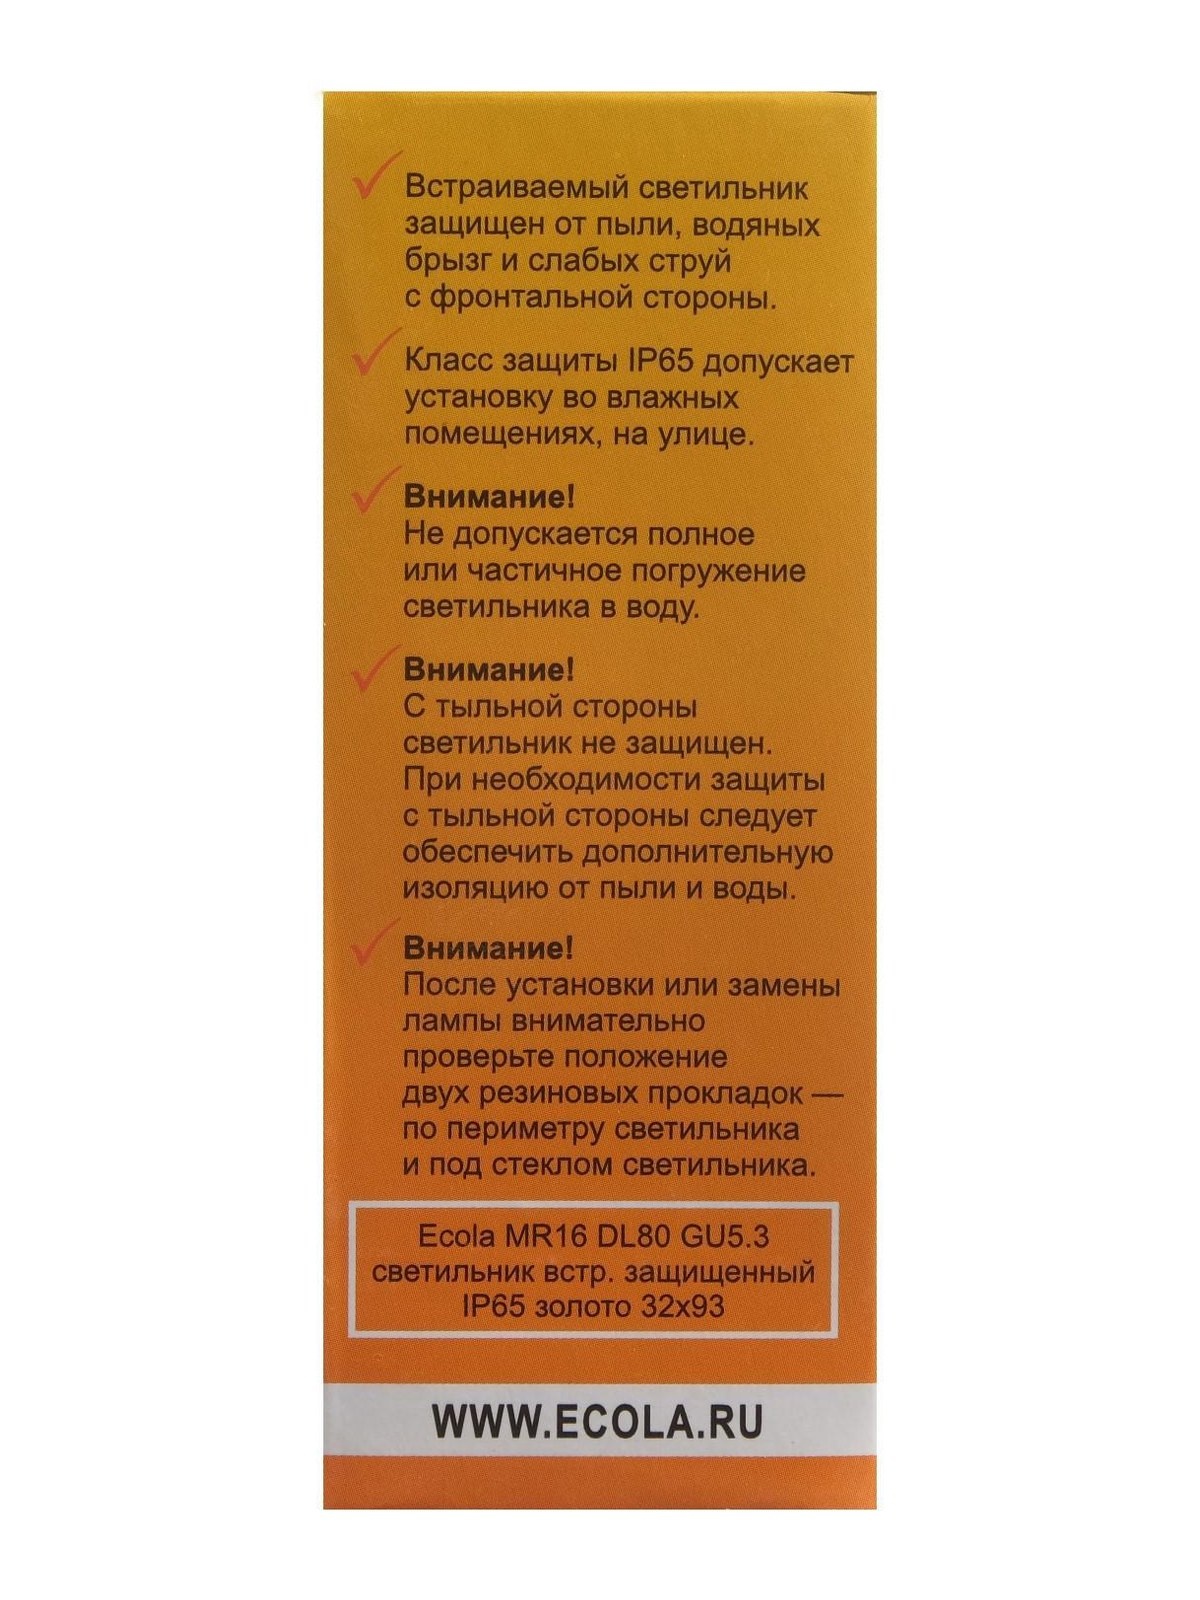 Встраиваемый светильник
защищен от пыли, водяных
брызг и слабых струй
с фронтальной стороны.
Класс защиты IP65 допускает
установку во влажных
помещениях, на улице.
Внимание!
Не допускается полное
или частичное погружение
светильника в воду.
Внимание!
С тыльной стороны
светильник не защищен.
При необходимости защиты
с тыльной стороны следует
обеспечить дополнительную
изоляцию от пыли и воды.
Внимание!
После установки или замены
лампы внимательно
проверьте положение
двух резиновых прокладок —
по периметру светильника
и под стеклом светильника.
Ecola MR16 DL80 GU5.3
светильник встр. защищенный
IP65 золото 32x93
WWW.ECOLA.RU